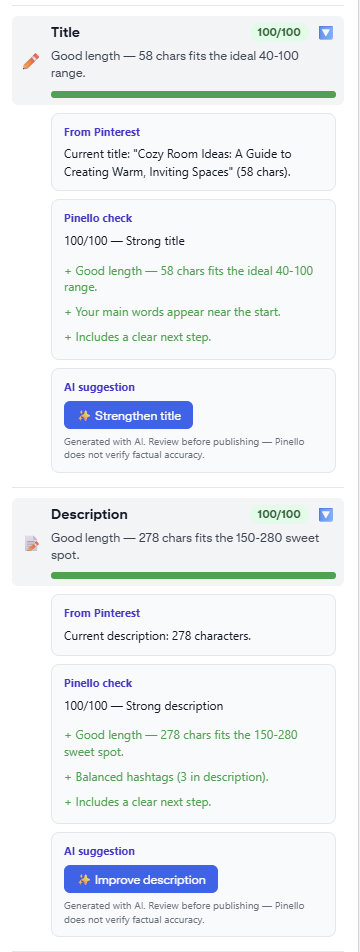 Title 100/100
Good length — 58 chars fits the ideal 40-100
range.
From Pinterest
Current title: "Cozy Room Ideas: A Guide to
Creating Warm, Inviting Spaces" (58 chars).
Pinello check
100/100 — Strong title
+ Good length — 58 chars fits the ideal 40-100
range.
+ Your main words appear near the start.
+ Includes a clear next step.
AI suggestion
✨ Strengthen title
Generated with AI. Review before publishing — Pinello
does not verify factual accuracy.
Description 100/100
Good length — 278 chars fits the 150-280 sweet
spot.
From Pinterest
Current description: 278 characters.
Pinello check
100/100 — Strong description
+ Good length — 278 chars fits the 150-280
sweet spot.
+ Balanced hashtags (3 in description).
+ Includes a clear next step.
AI suggestion
✨ Improve description
Generated with AI. Review before publishing — Pinello
does not verify factual accuracy.